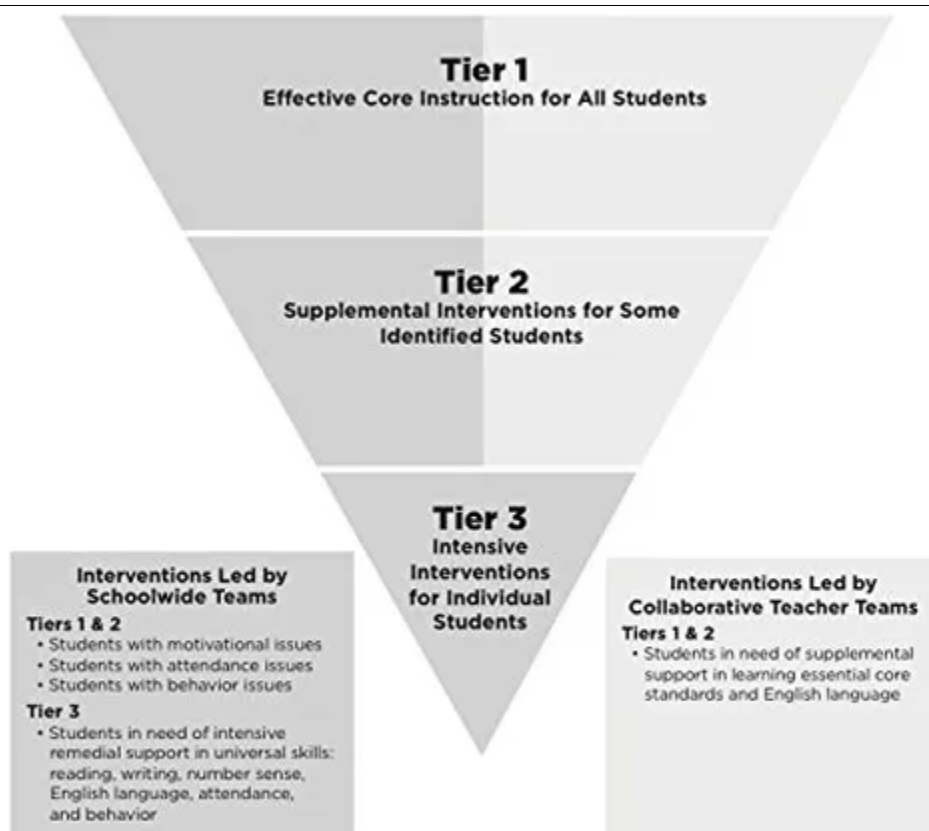 Tier 1
Effective Core Instruction for All Students
Tier 2
Supplemental Interventions for Some
Identified Students
Tier 3
Intensive
Interventions
for Individual
Students
Interventions Led by
Schoolwide Teams
Tiers 1 & 2
• Students with motivational issues
• Students with attendance issues
• Students with behavior issues
Tier 3
• Students in need of intensive
remedial support in universal skills:
reading, writing, number sense,
English language, attendance,
and behavior
Interventions Led by
Collaborative Teacher Teams
Tiers 1 & 2
• Students in need of supplemental
support in learning essential core
standards and English language